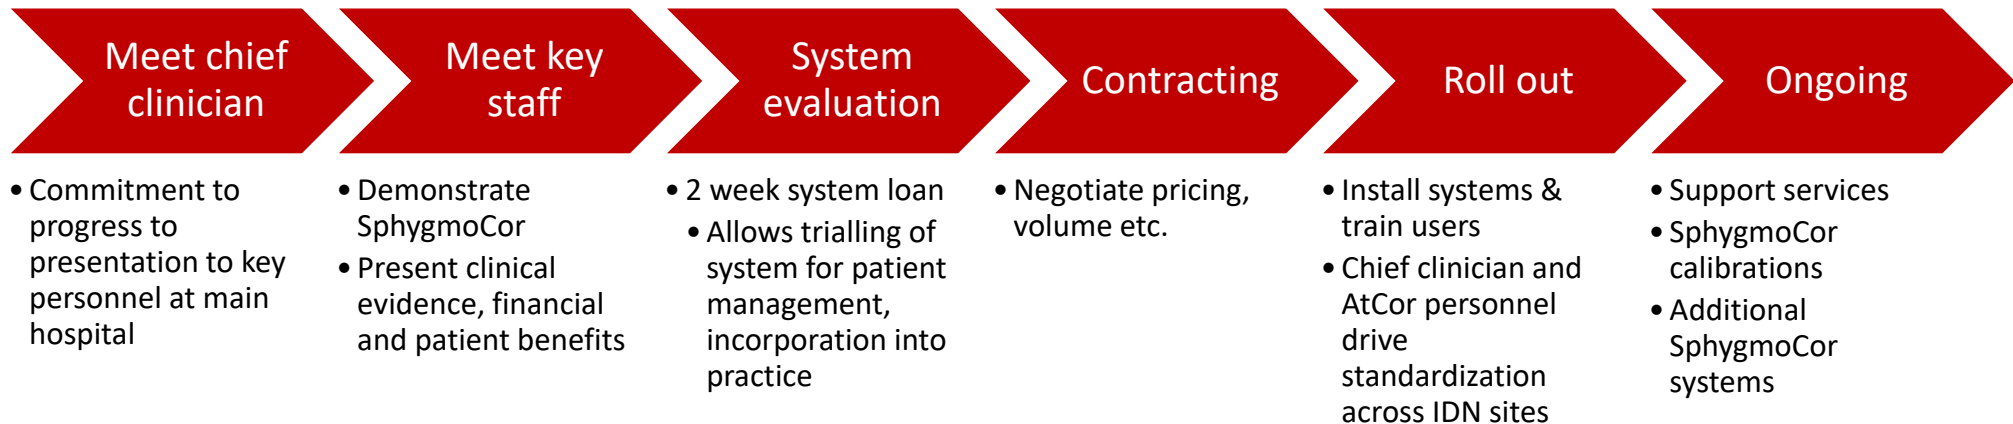 Meet chief
clinician
Meet key
staff
System
evaluation
Contracting
Roll out
Ongoing
• Commitment to
progress to
presentation to key
personnel at main
hospital
• Demonstrate
SphygmoCor
• Present clinical
evidence, financial
and patient benefits
• 2 week system loan
• Allows trialling of
system for patient
management,
incorporation into
practice
• Negotiate pricing,
volume etc.
• Install systems &
train users
• Chief clinician and
AtCor personnel
drive
standardization
across IDN sites
• Support services
• SphygmoCor
calibrations
• Additional
SphygmoCor
systems